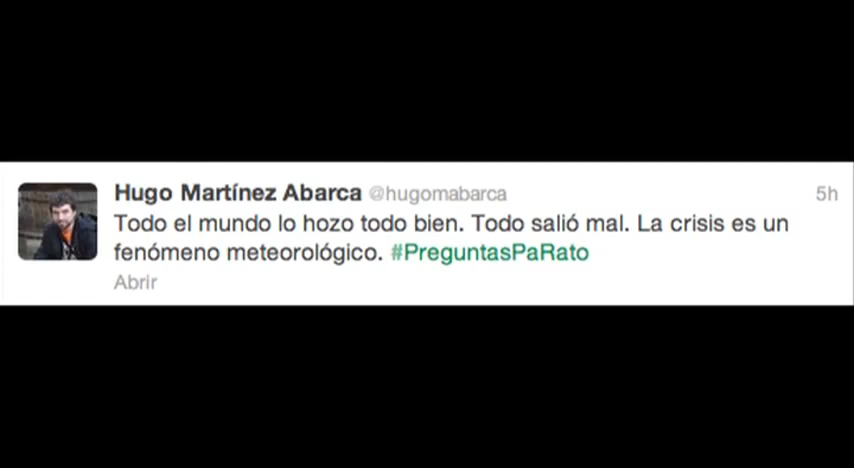 Hugo Martínez Abarca @hugomabarca 5h
Todo el mundo lo hozo todo bien. Todo salió mal. La crisis es un
fenómeno meteorológico. #PreguntasPaRato
Abrir